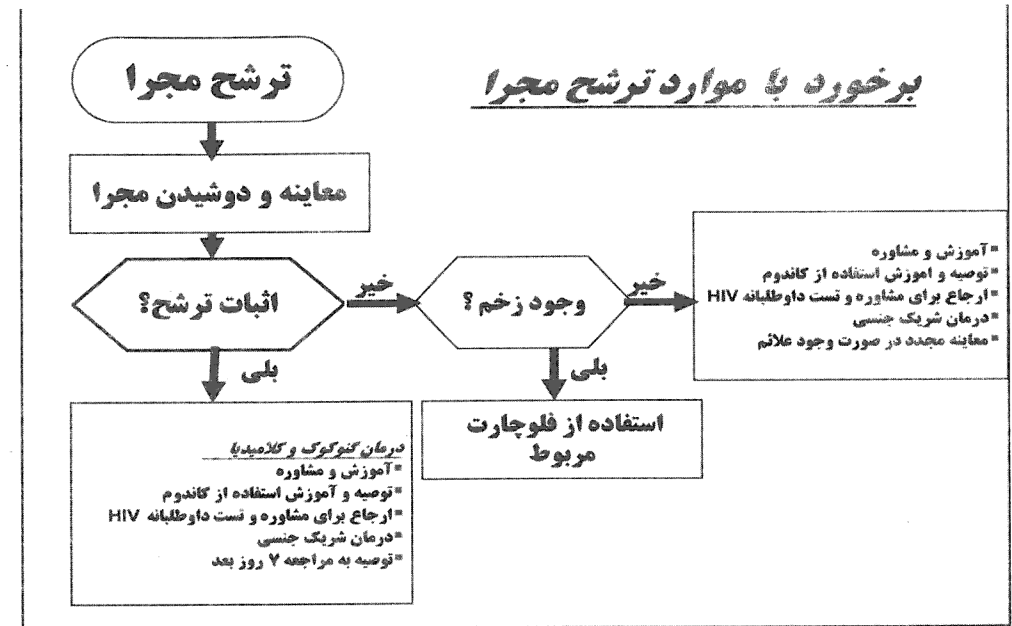 برخورد با موارد ترشح مجرا
ترشح مجرا
معاینه و دوشیدن مجرا
اثبات ترشح؟
خیر
وجود زخم ؟
خیر
▪آموزش و مشاوره
▪توصیه و اموزش استفاده از کاندوم
▪ارجاع برای مشاوره و تست داوطلبانه HIV
▪درمان شریک جنسی
▪معاینه مجدد در صورت وجود علائم
بلی
بلی
استفاده از فلوچارت
مربوط
درمان گنوکوک و کلامیدیا
▪آموزش و مشاوره
▪توصیه و آموزش استفاده از کاندوم
▪ارجاع برای مشاوره و تست داوطلبانه HIV
▪درمان شریک جنسی
▪توصیه به مراجعه ۷ روز بعد